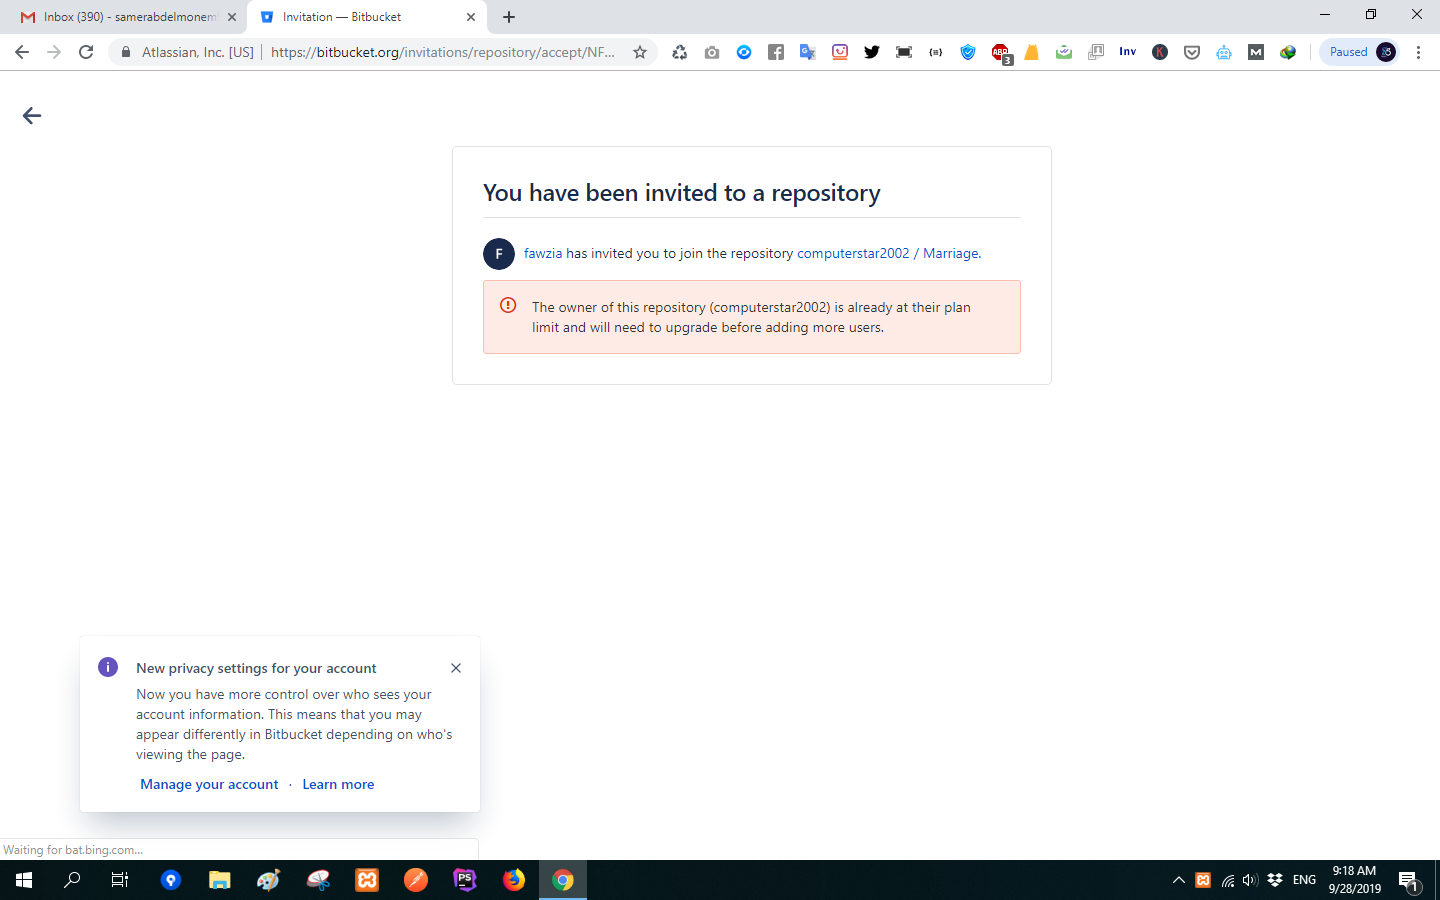 Inbox (390) - samerabdelmonem
Invitation — Bitbucket
Atlassian, Inc. [US]
https://bitbucket.org/invitations/repository/accept/NF...
ABP
3
{≡}
Inv
K
M
Paused
You have been invited to a repository
F
fawzia has invited you to join the repository computerstar2002 / Marriage.
The owner of this repository (computerstar2002) is already at their plan
limit and will need to upgrade before adding more users.
New privacy settings for your account
Now you have more control over who sees your
account information. This means that you may
appear differently in Bitbucket depending on who's
viewing the page.
Manage your account · Learn more
Waiting for bat.bing.com...
PS
ENG
9:18 AM
9/28/2019
1